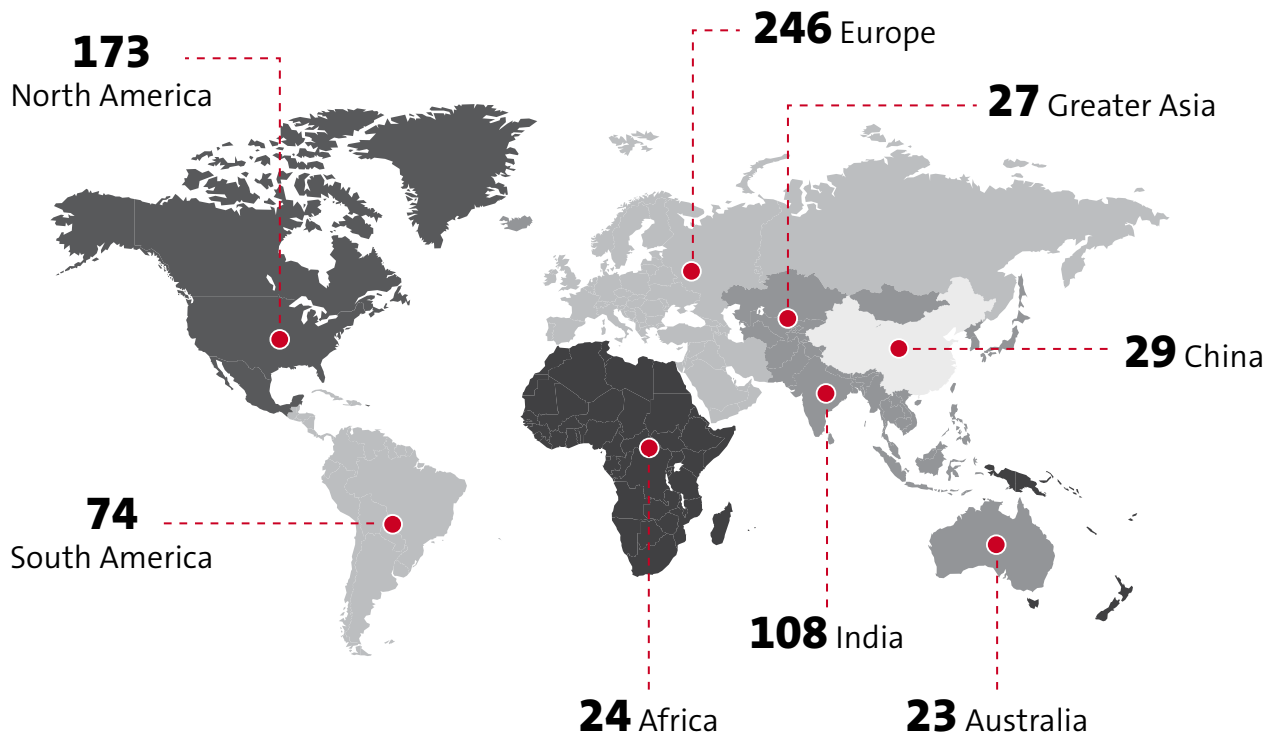 173
North America
246 Europe
27 Greater Asia
29 China
74
South America
108 India
24 Africa
23 Australia